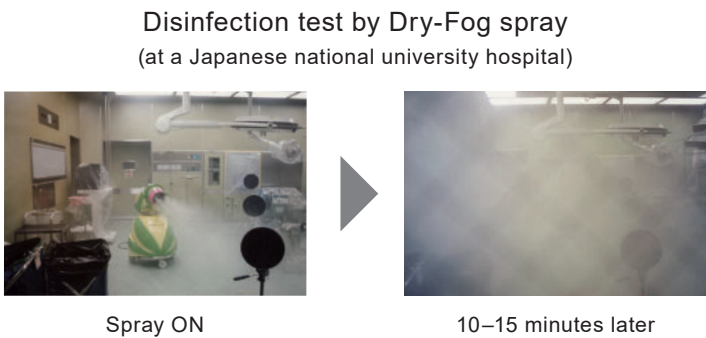 Disinfection test by Dry-Fog spray
(at a Japanese national university hospital)
Spray ON
10–15 minutes later